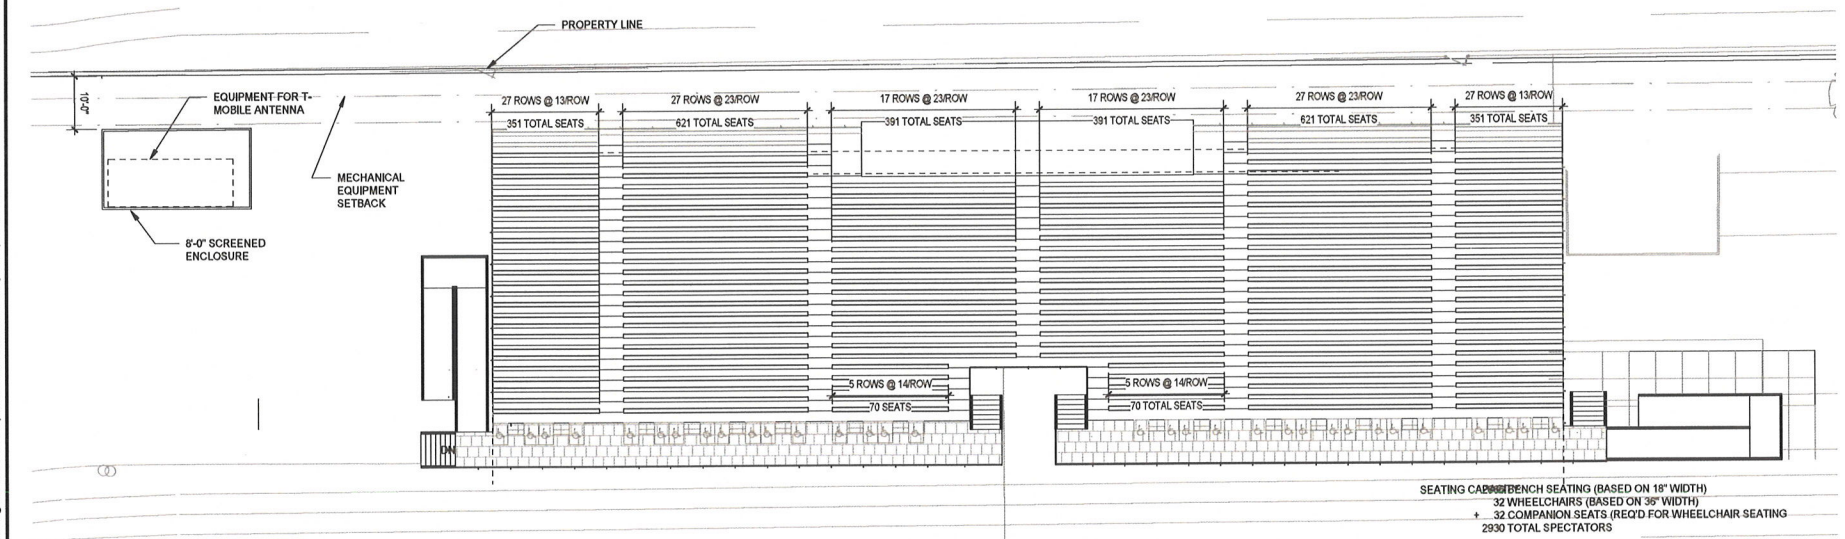 PROPERTY LINE
10'-0"
EQUIPMENT FOR T-
MOBILE ANTENNA
MECHANICAL
EQUIPMENT
SETBACK
8'-0" SCREENED
ENCLOSURE
27 ROWS @ 13/ROW
351 TOTAL SEATS
27 ROWS @ 23/ROW
621 TOTAL SEATS
17 ROWS @ 23/ROW
391 TOTAL SEATS
17 ROWS @ 23/ROW
391 TOTAL SEATS
27 ROWS @ 23/ROW
621 TOTAL SEATS
27 ROWS @ 13/ROW
351 TOTAL SEATS
5 ROWS @ 14/ROW
70 SEATS
5 ROWS @ 14/ROW
70 TOTAL SEATS
DN
SEATING BENCH SEATING (BASED ON 18" WIDTH)
32 WHEELCHAIRS (BASED ON 36" WIDTH)
+ 32 COMPANION SEATS (REQ'D FOR WHEELCHAIR SEATING
2930 TOTAL SPECTATORS